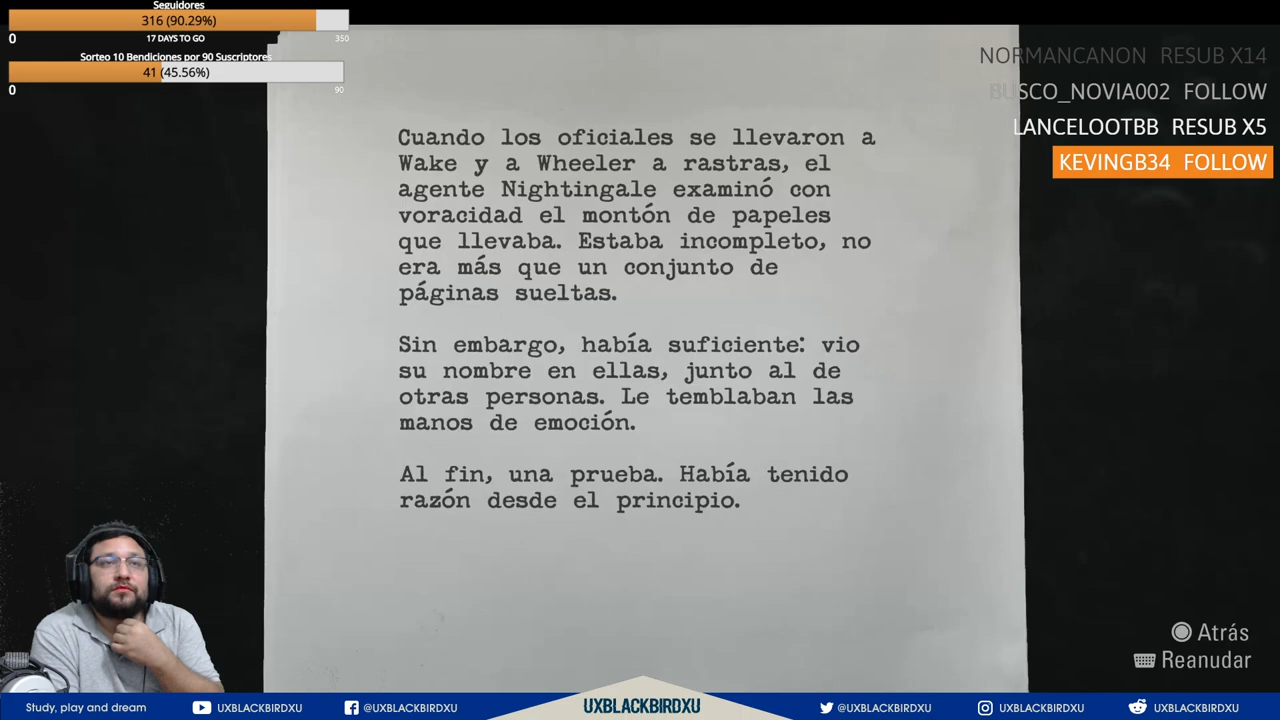 Seguidores
316 (90.29%)
0 17 DAYS TO GO 350
Sorteo 10 Bendiciones por 90 Suscriptores
41 (45.56%)
0 90
NORMANCANON RESUB X14
BUSCO_NOVIA002 FOLLOW
LANCELOOTBB RESUB X5
KEVINGB34 FOLLOW
Cuando los oficiales se llevaron a
Wake y a Wheeler a rastras, el
agente Nightingale examinó con
voracidad el montón de papeles
que llevaba. Estaba incompleto, no
era más que un conjunto de
páginas sueltas.
Sin embargo, había suficiente: vio
su nombre en ellas, junto al de
otras personas. Le temblaban las
manos de emoción.
Al fin, una prueba. Había tenido
razón desde el principio.
Atrás
Reanudar
Study, play and dream UXBLACKBIRDXU @UXBLACKBIRDXU UXBLACKBIRDXU @UXBLACKBIRDXU UXBLACKBIRDXU UXBLACKBIRDXU